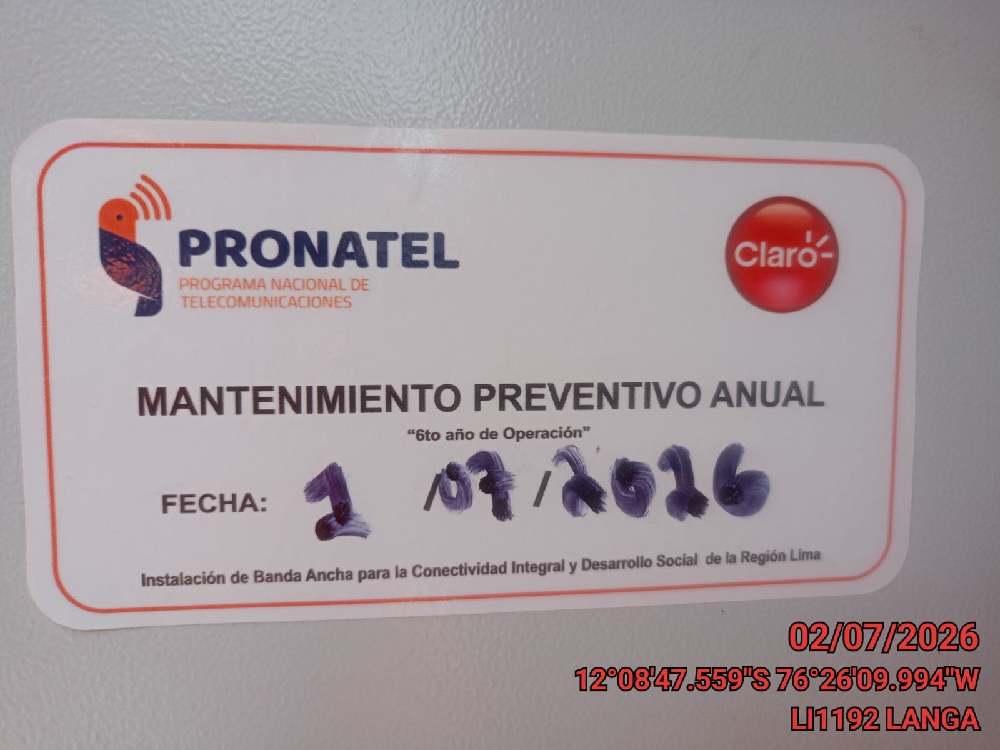 PRONATEL
PROGRAMA NACIONAL DE
TELECOMUNICACIONES
Claro
MANTENIMIENTO PREVENTIVO ANUAL
“6to año de Operación”
FECHA: 2 /07/2026
Instalación de Banda Ancha para la Conectividad Integral y Desarrollo Social de la Región Lima
02/07/2026
12°08'47.559"S 76°26'09.994"W
LI1192 LANGA